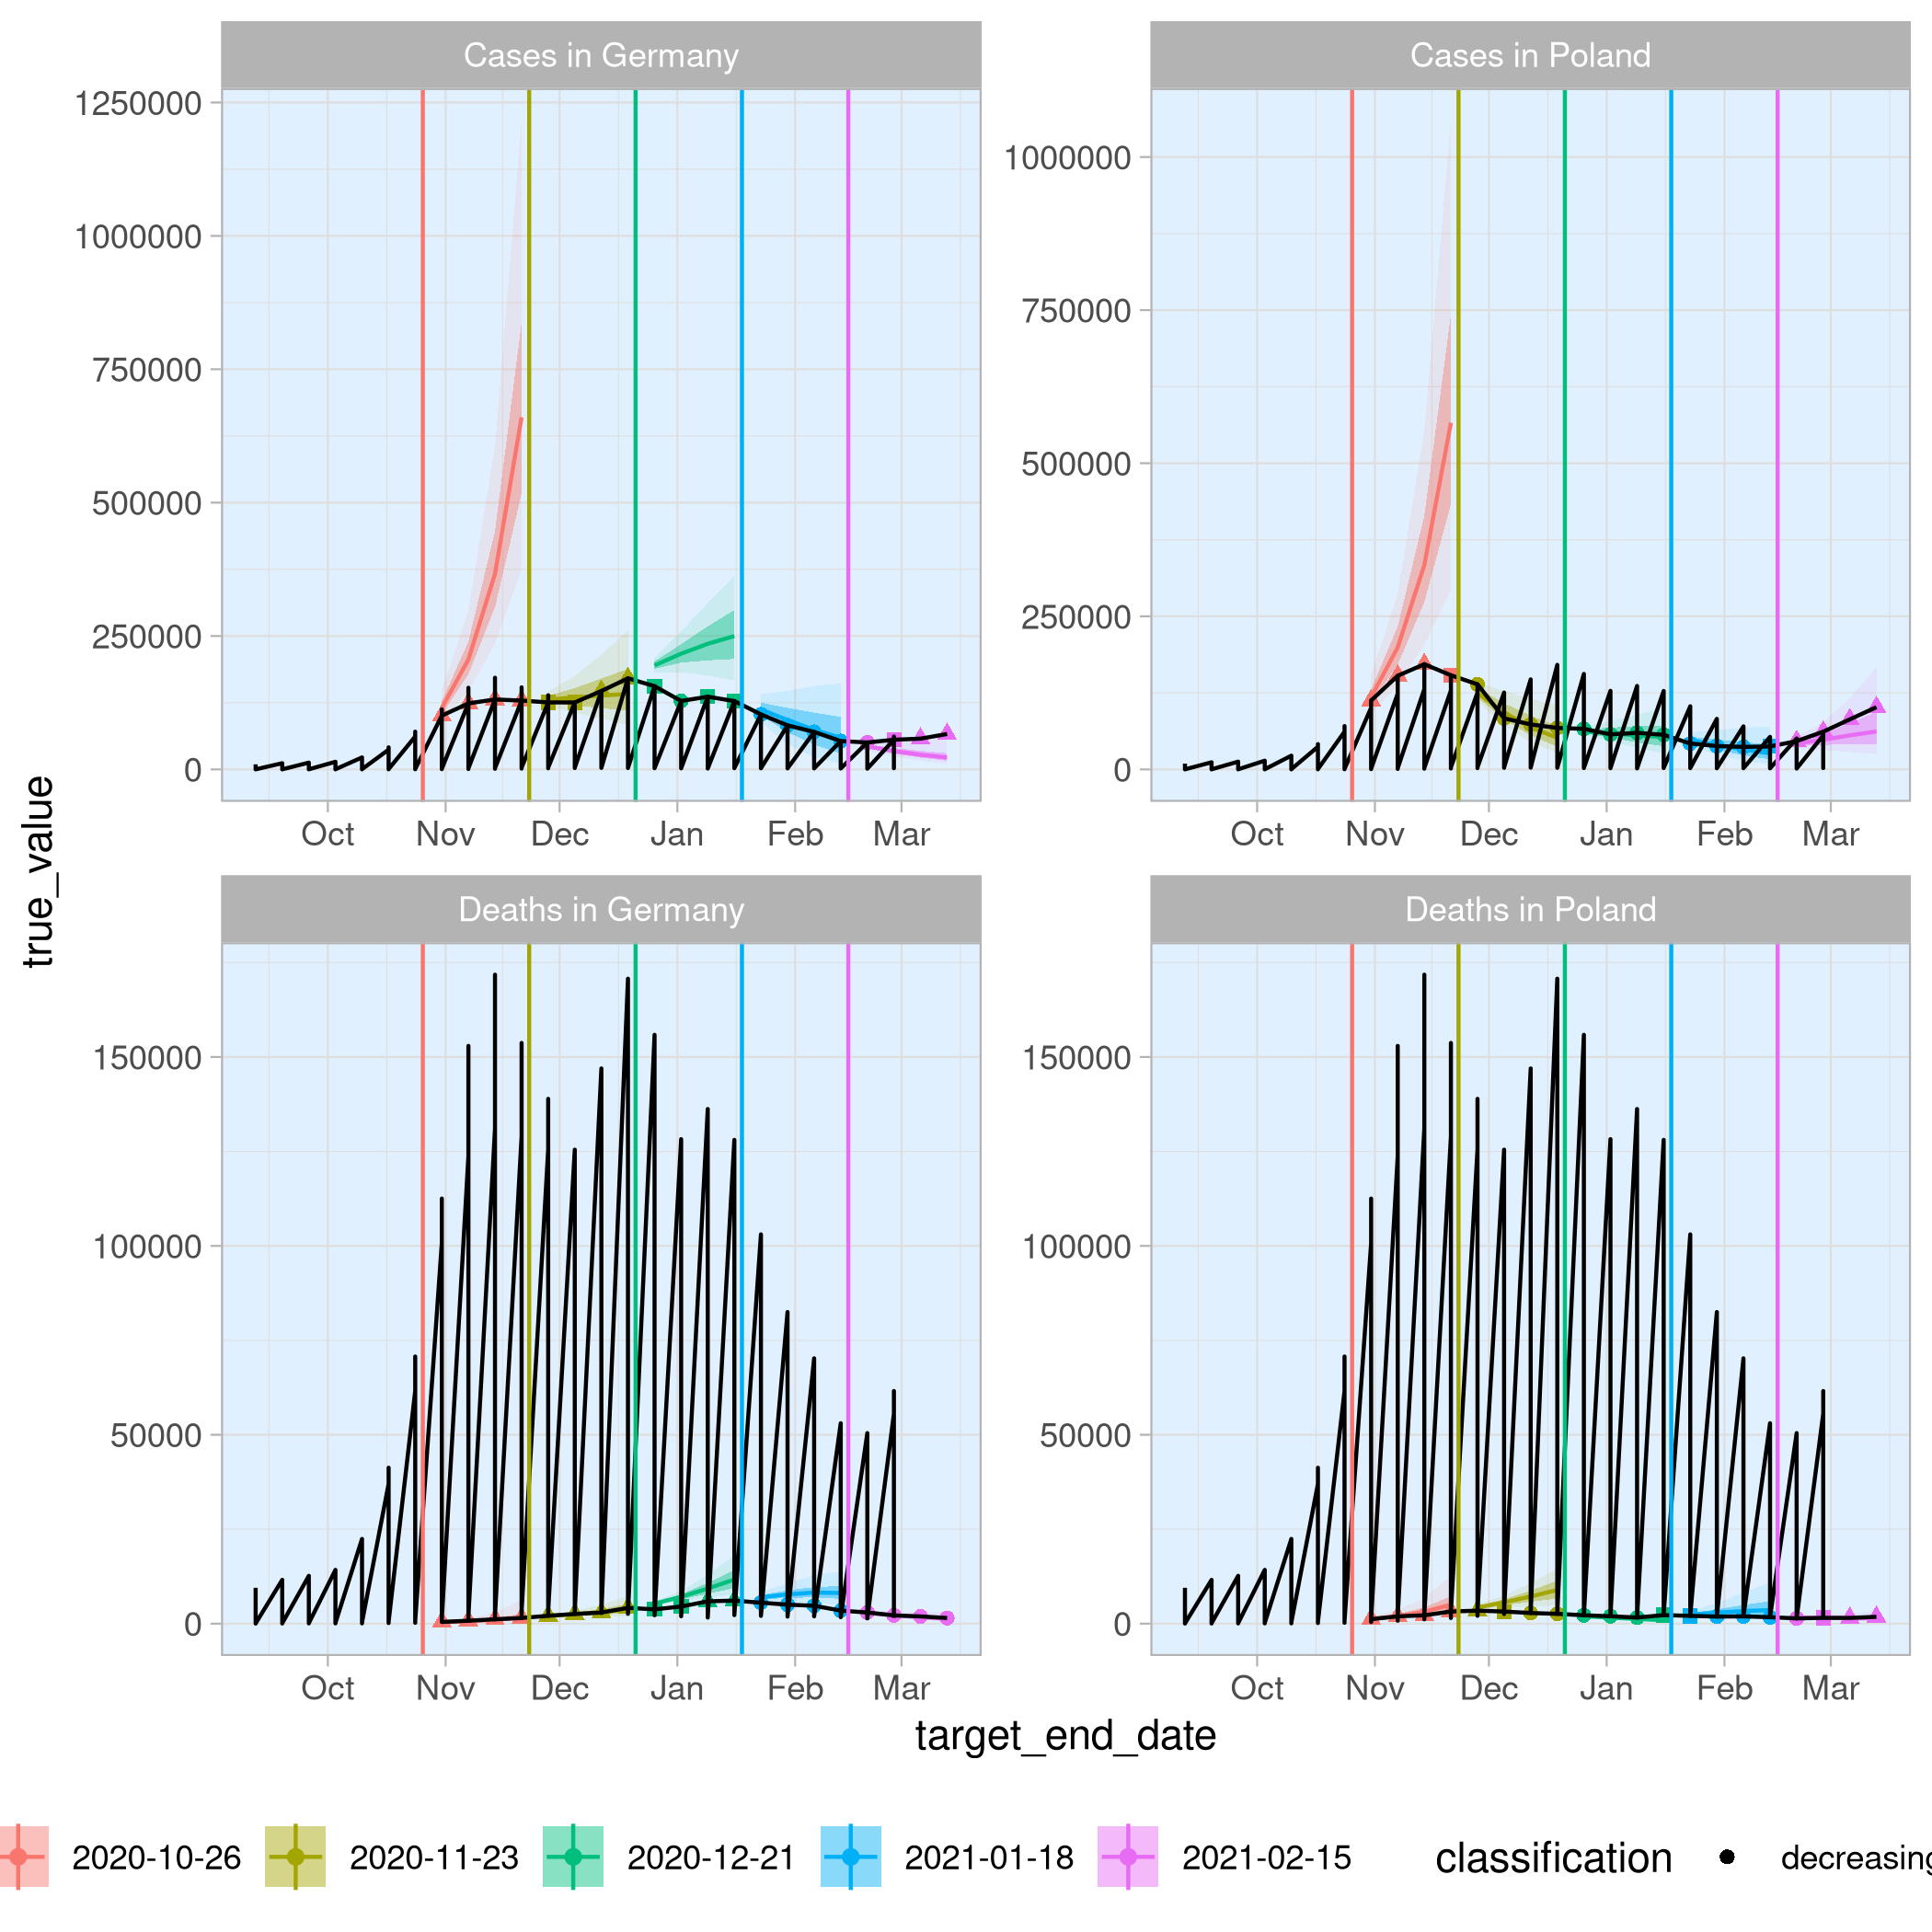 Cases in Germany
Cases in Poland
1250000
1000000
750000
500000
250000
0
1000000
750000
500000
250000
0
Oct Nov Dec Jan Feb Mar
Oct Nov Dec Jan Feb Mar
true_value
Deaths in Germany
Deaths in Poland
150000
100000
50000
0
150000
100000
50000
0
Oct Nov Dec Jan Feb Mar
Oct Nov Dec Jan Feb Mar
target_end_date
2020-10-26 2020-11-23 2020-12-21 2021-01-18 2021-02-15 classification decreasing